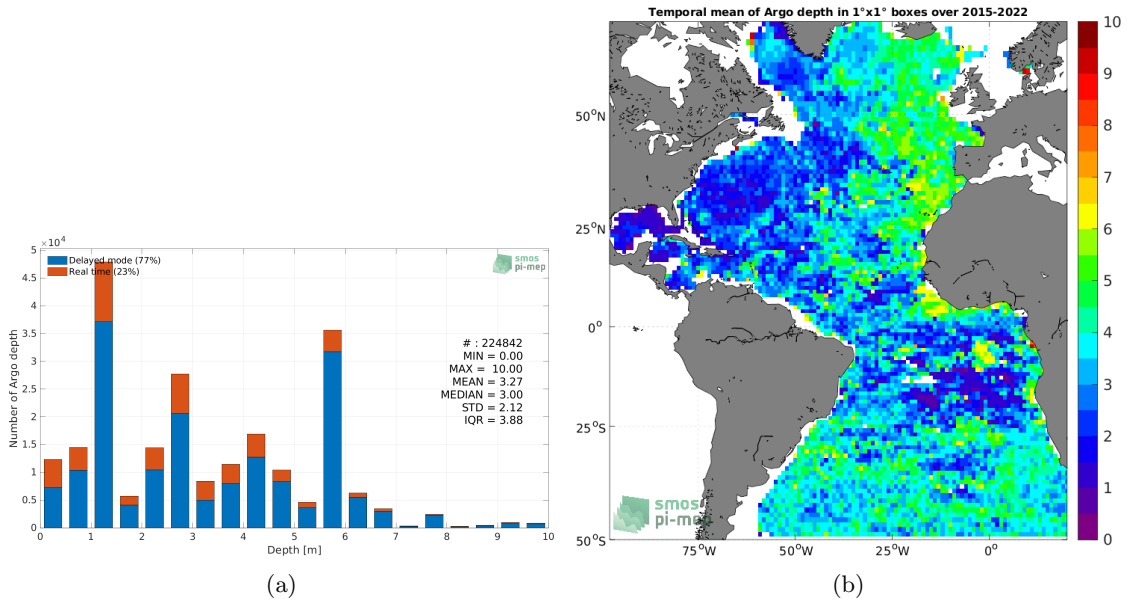 ×10⁴
5
4.5
4
3.5
3
2.5
2
1.5
1
0.5
0
Number of Argo depth
Delayed mode (77%)
Real time (23%)
smos
pi-mep
# : 224842
MIN = 0.00
MAX = 10.00
MEAN = 3.27
MEDIAN = 3.00
STD = 2.12
IQR = 3.88
0 1 2 3 4 5 6 7 8 9 10
Depth [m]
(a)
Temporal mean of Argo depth in 1°x1° boxes over 2015-2022
50°N
25°N
0°
25°S
50°S
75°W 50°W 25°W 0°
smos
pi-mep
10
9
8
7
6
5
4
3
2
1
0
(b)